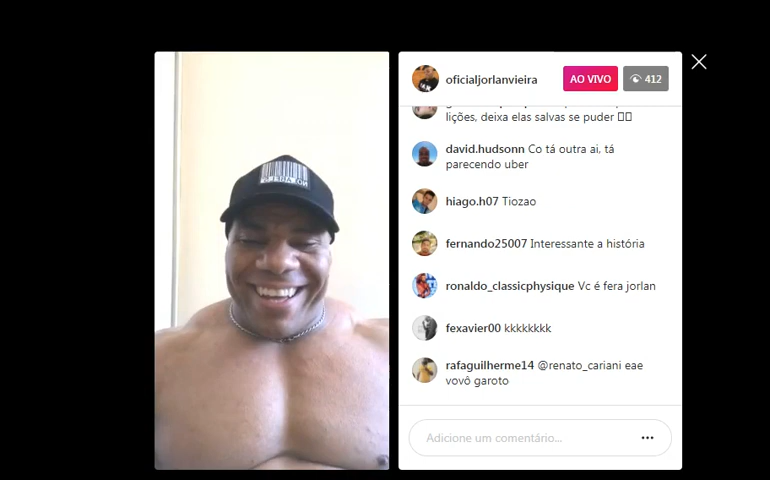 oficialjorlanvieira
AO VIVO
412
lições, deixa elas salvas se puder
david.hudsonn Co tá outra ai, tá
parecendo uber
hiago.h07 Tiozao
fernando25007 Interessante a história
ronaldo_classicphysique Vc é fera jorlan
fexavier00 kkkkkkkk
rafaguilherme14 @renato_cariani eae
vovô garoto
Adicione um comentário...